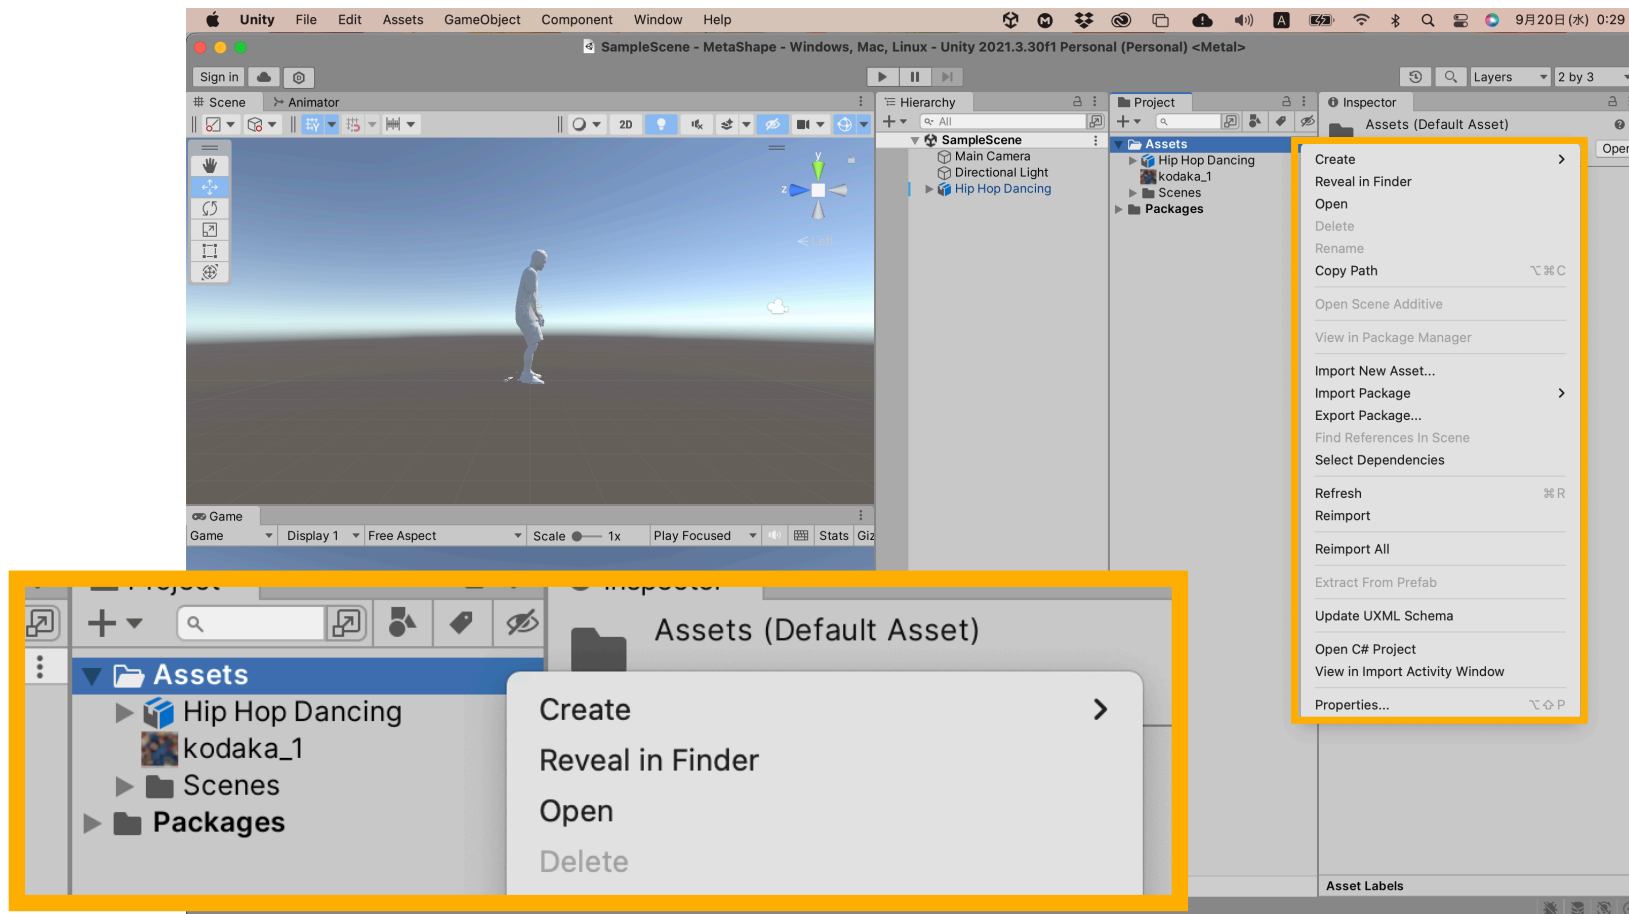 Unity File Edit Assets GameObject Component Window Help A 9月20日(水) 0:29
SampleScene - MetaShape - Windows, Mac, Linux - Unity 2021.3.30f1 Personal (Personal) <Metal>
Sign in Layers 2 by 3
Scene Animator
2D
y
z
Left
Game
Game Display 1 Free Aspect Scale 1x Play Focused Stats Giz
Hierarchy
All
SampleScene
Main Camera
Directional Light
Hip Hop Dancing
Project
Assets
Hip Hop Dancing
kodaka_1
Scenes
Packages
Inspector
Assets (Default Asset)
Open
Create
Reveal in Finder
Open
Delete
Rename
Copy Path ⌥⌘C
Open Scene Additive
View in Package Manager
Import New Asset...
Import Package
Export Package...
Find References In Scene
Select Dependencies
Refresh ⌘R
Reimport
Reimport All
Extract From Prefab
Update UXML Schema
Open C# Project
View in Import Activity Window
Properties... ⌥⇧P
Asset Labels
Project Inspector
Assets (Default Asset)
Assets
Hip Hop Dancing
kodaka_1
Scenes
Packages
Create
Reveal in Finder
Open
Delete